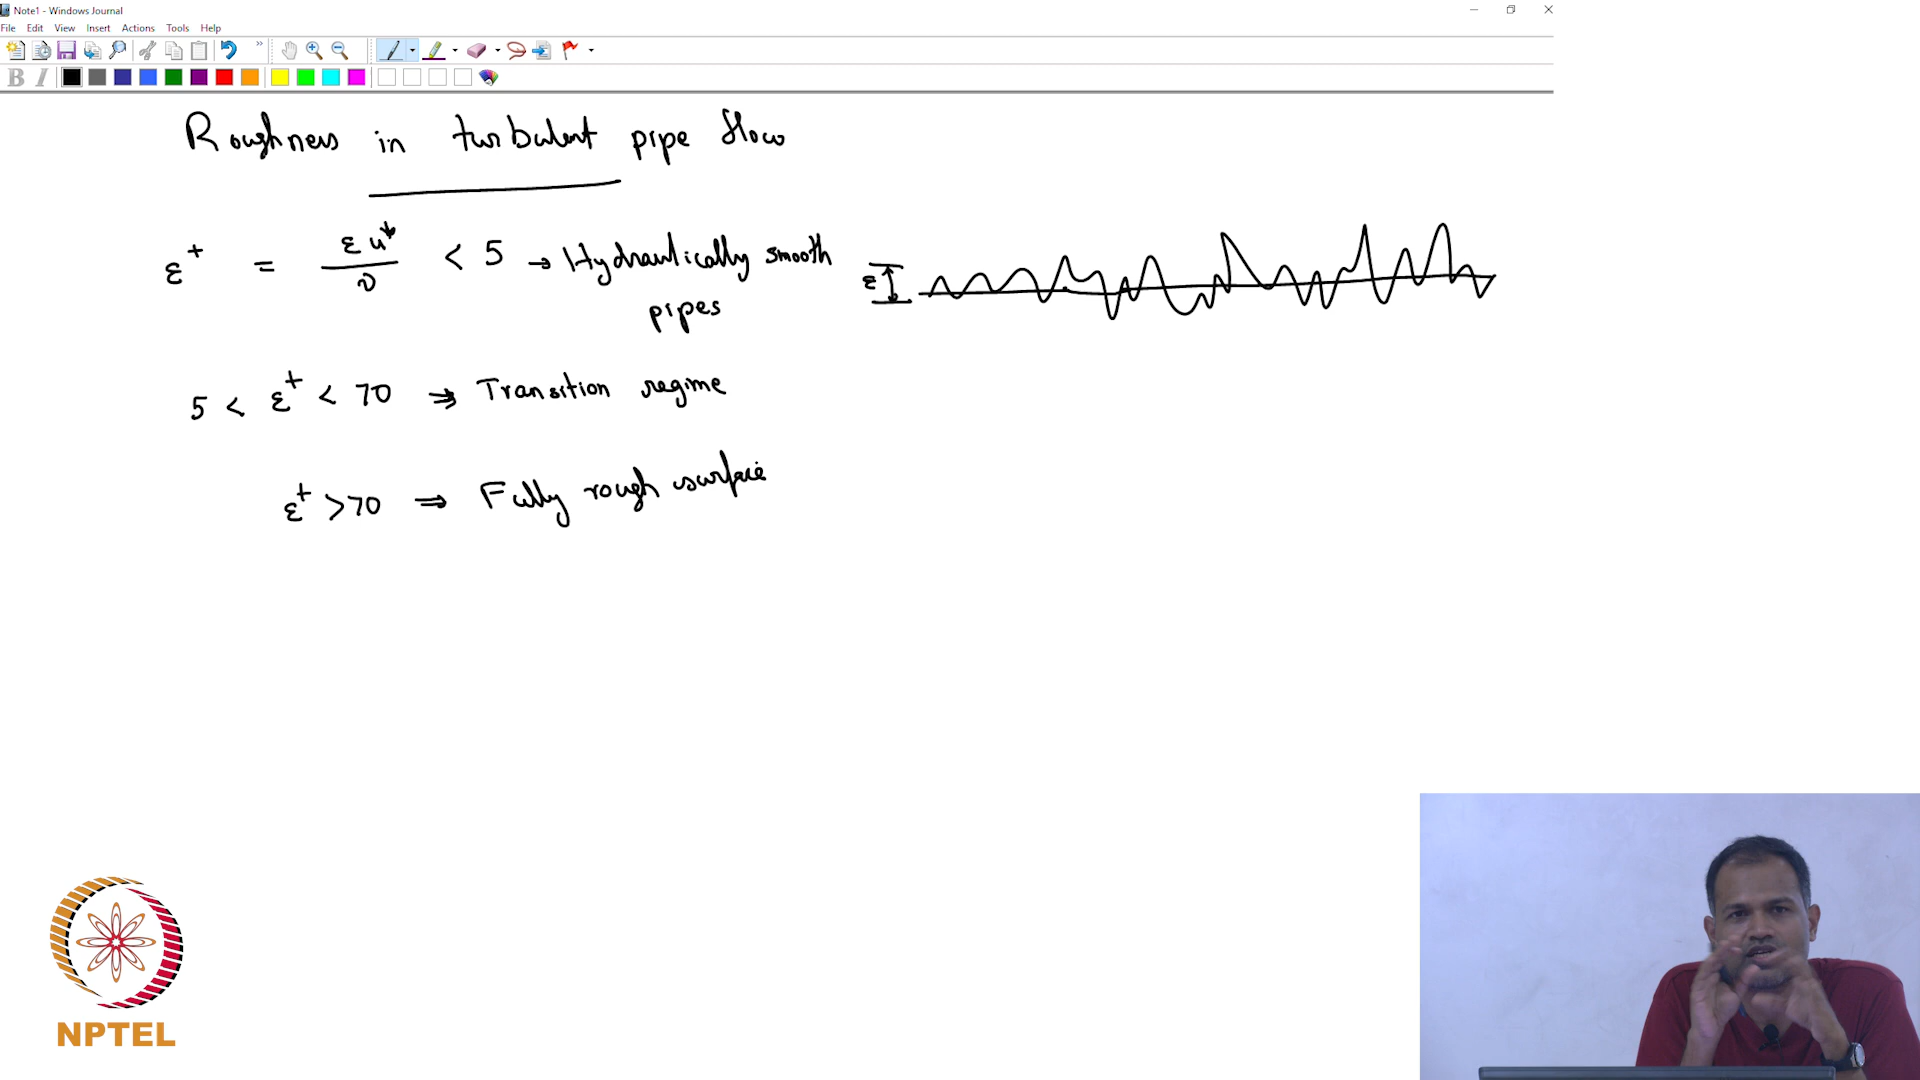 Note1 - Windows Journal
File Edit View Insert Actions Tools Help
B I
Roughness in turbulent pipe flow
ε⁺ = εu*/ν < 5 → Hydraulically smooth
pipes
ε
5 < ε⁺ < 70 ⇒ Transition regime
ε⁺ > 70 ⇒ Fully rough surface
NPTEL